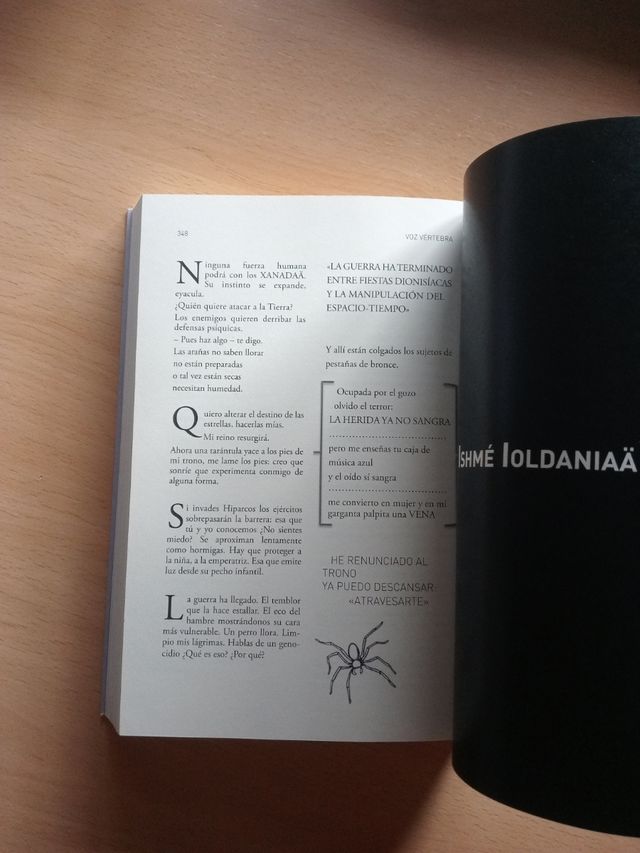 348
VOZ VÉRTEBRA
Ninguna fuerza humana
podrá con los XANADAÄ.
Su instinto se expande,
eyacula.
¿Quién quiere atacar a la Tierra?
Los enemigos quieren derribar las
defensas psíquicas.
– Pues haz algo – te digo.
Las arañas no saben llorar
no están preparadas
o tal vez están secas
necesitan humedad.
Quiero alterar el destino de las
estrellas, hacerlas mías.
Mi reino resurgirá.
Ahora una tarántula yace a los pies de
mi trono, me lame los pies: creo que
sonríe que experimenta conmigo de
alguna forma.
Si invades Hiparcos los ejércitos
sobrepasarán la barrera: esa que
tú y yo conocemos ¿No sientes
miedo? Se aproximan lentamente
como hormigas. Hay que proteger a
la niña, a la emperatriz. Esa que emite
luz desde su pecho infantil.
La guerra ha llegado. El temblor
que la hace estallar. El eco del
hambre mostrándonos su cara
más vulnerable. Un perro llora. Lim-
pio mis lágrimas. Hablas de un geno-
cidio ¿Qué es eso? ¿Por qué?
«LA GUERRA HA TERMINADO
ENTRE FIESTAS DIONISÍACAS
Y LA MANIPULACIÓN DEL
ESPACIO-TIEMPO»
Y allí están colgados los sujetos de
pestañas de bronce.
Ocupada por el gozo
olvido el terror:
LA HERIDA YA NO SANGRA
................................
pero me enseñas tu caja de
música azul
y el oído sí sangra
................................
me convierto en mujer y en mi
garganta palpita una VENA
HE RENUNCIADO AL
TRONO
YA PUEDO DESCANSAR:
«ATRAVESARTE»
ISHMÉ IOLDANIAÄ